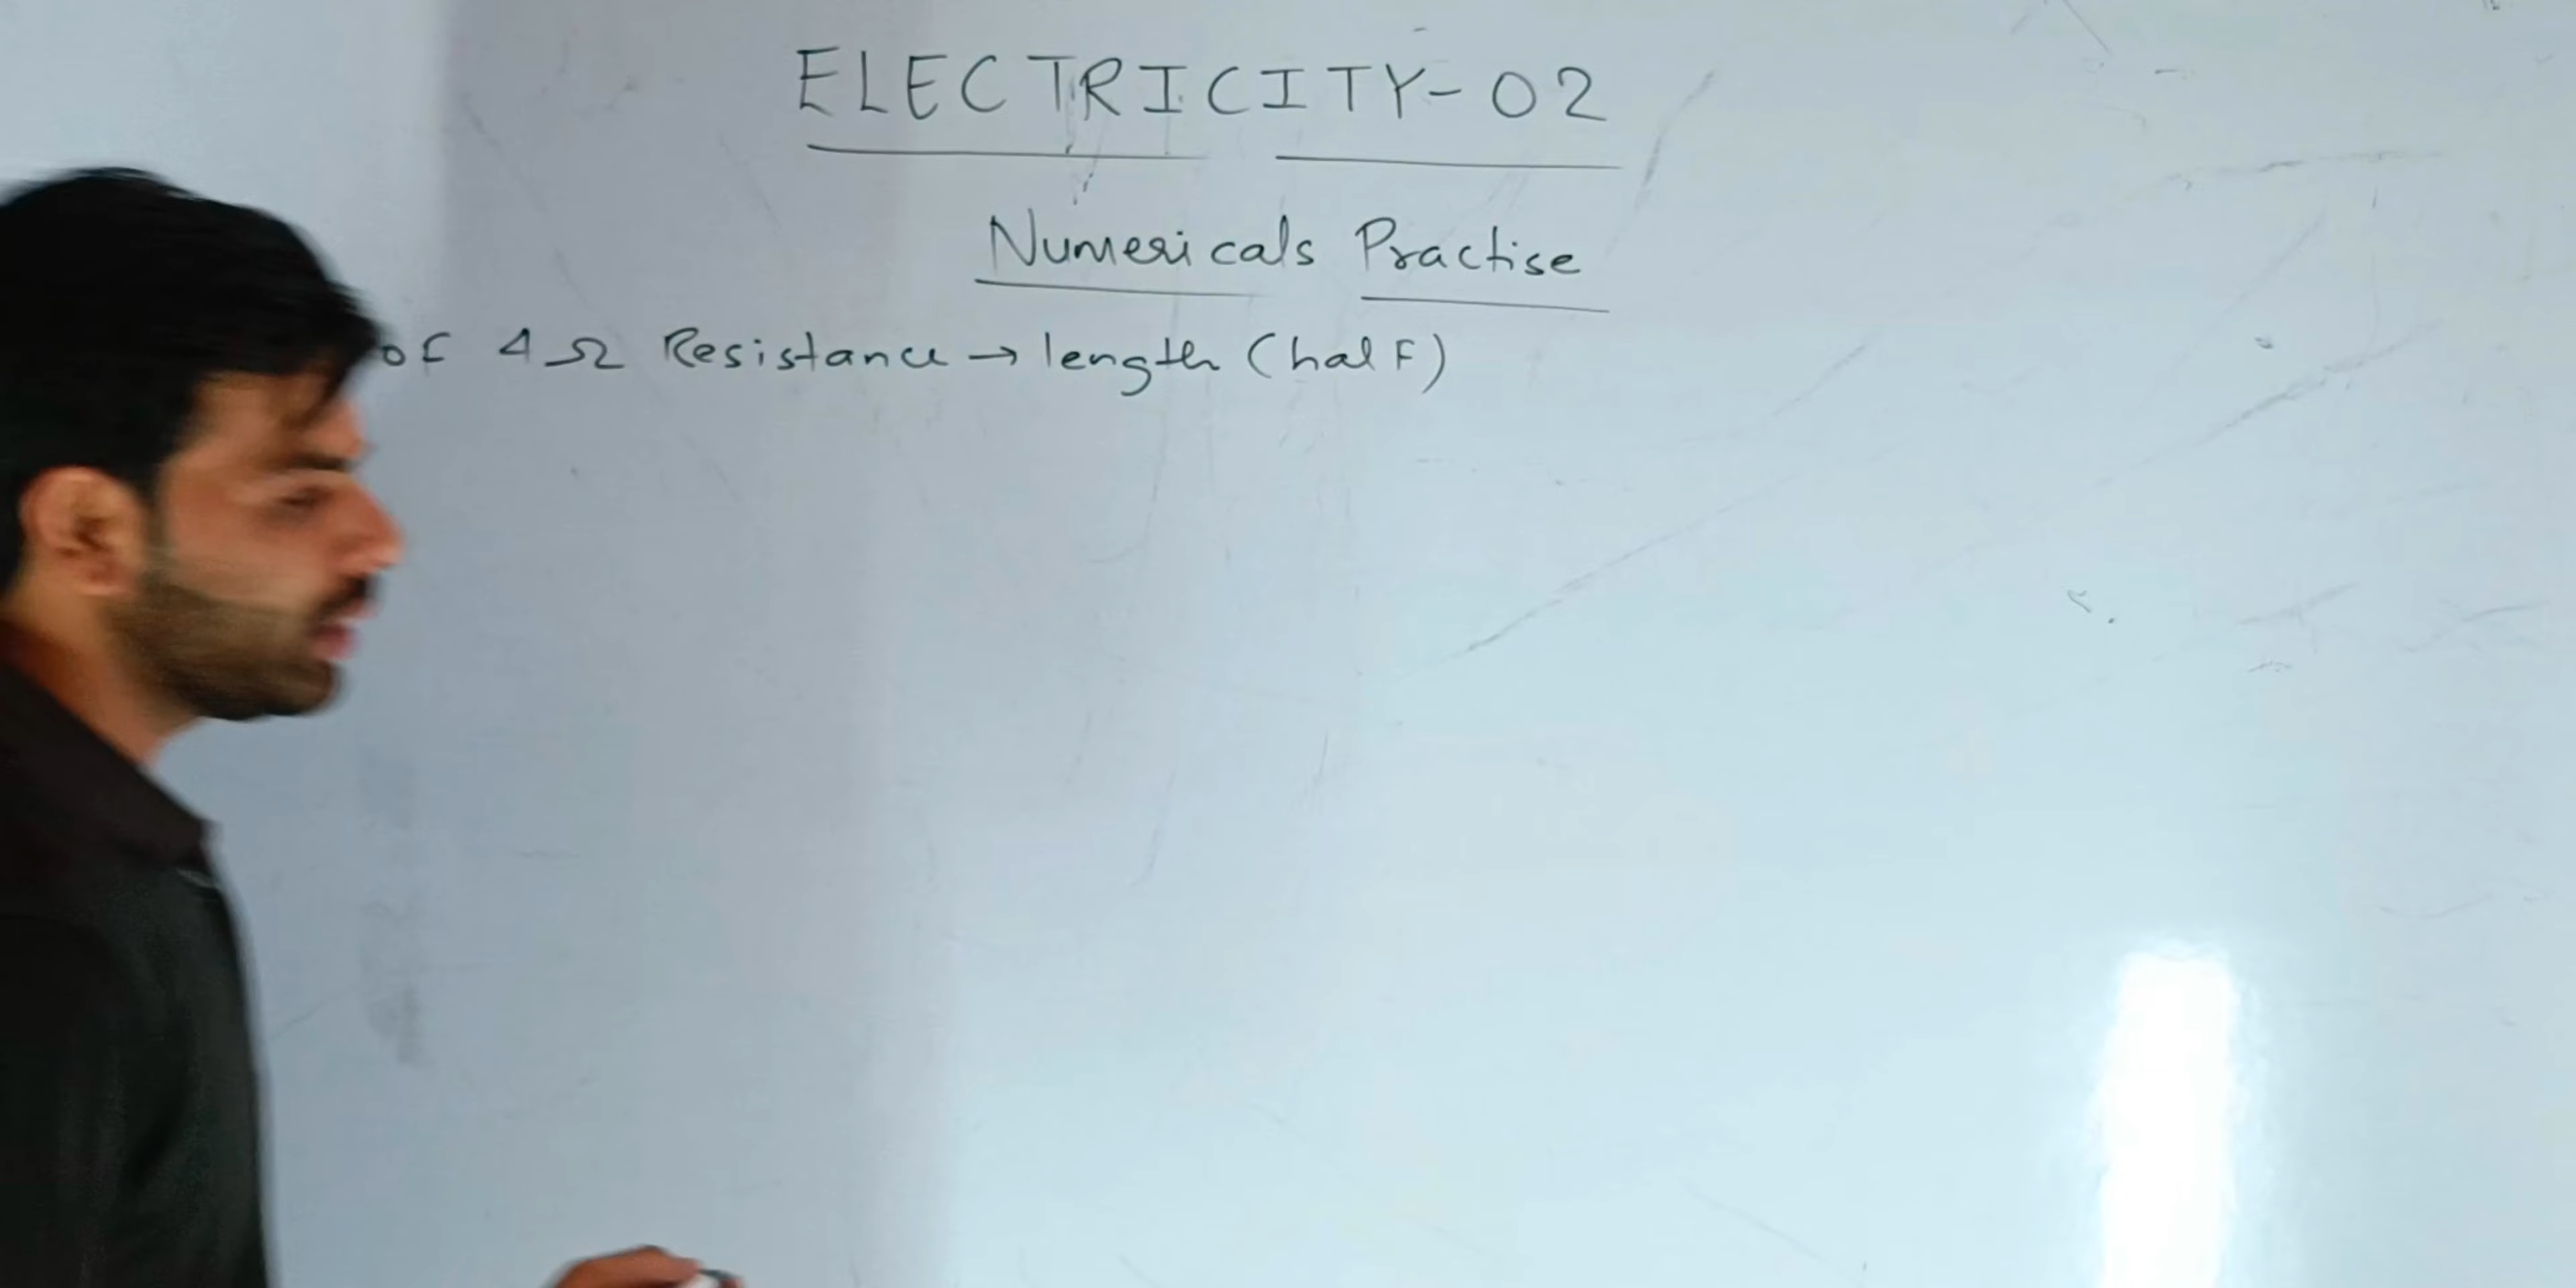 ELECTRICITY-02
Numericals Practise
of 4Ω Resistance → length (half)